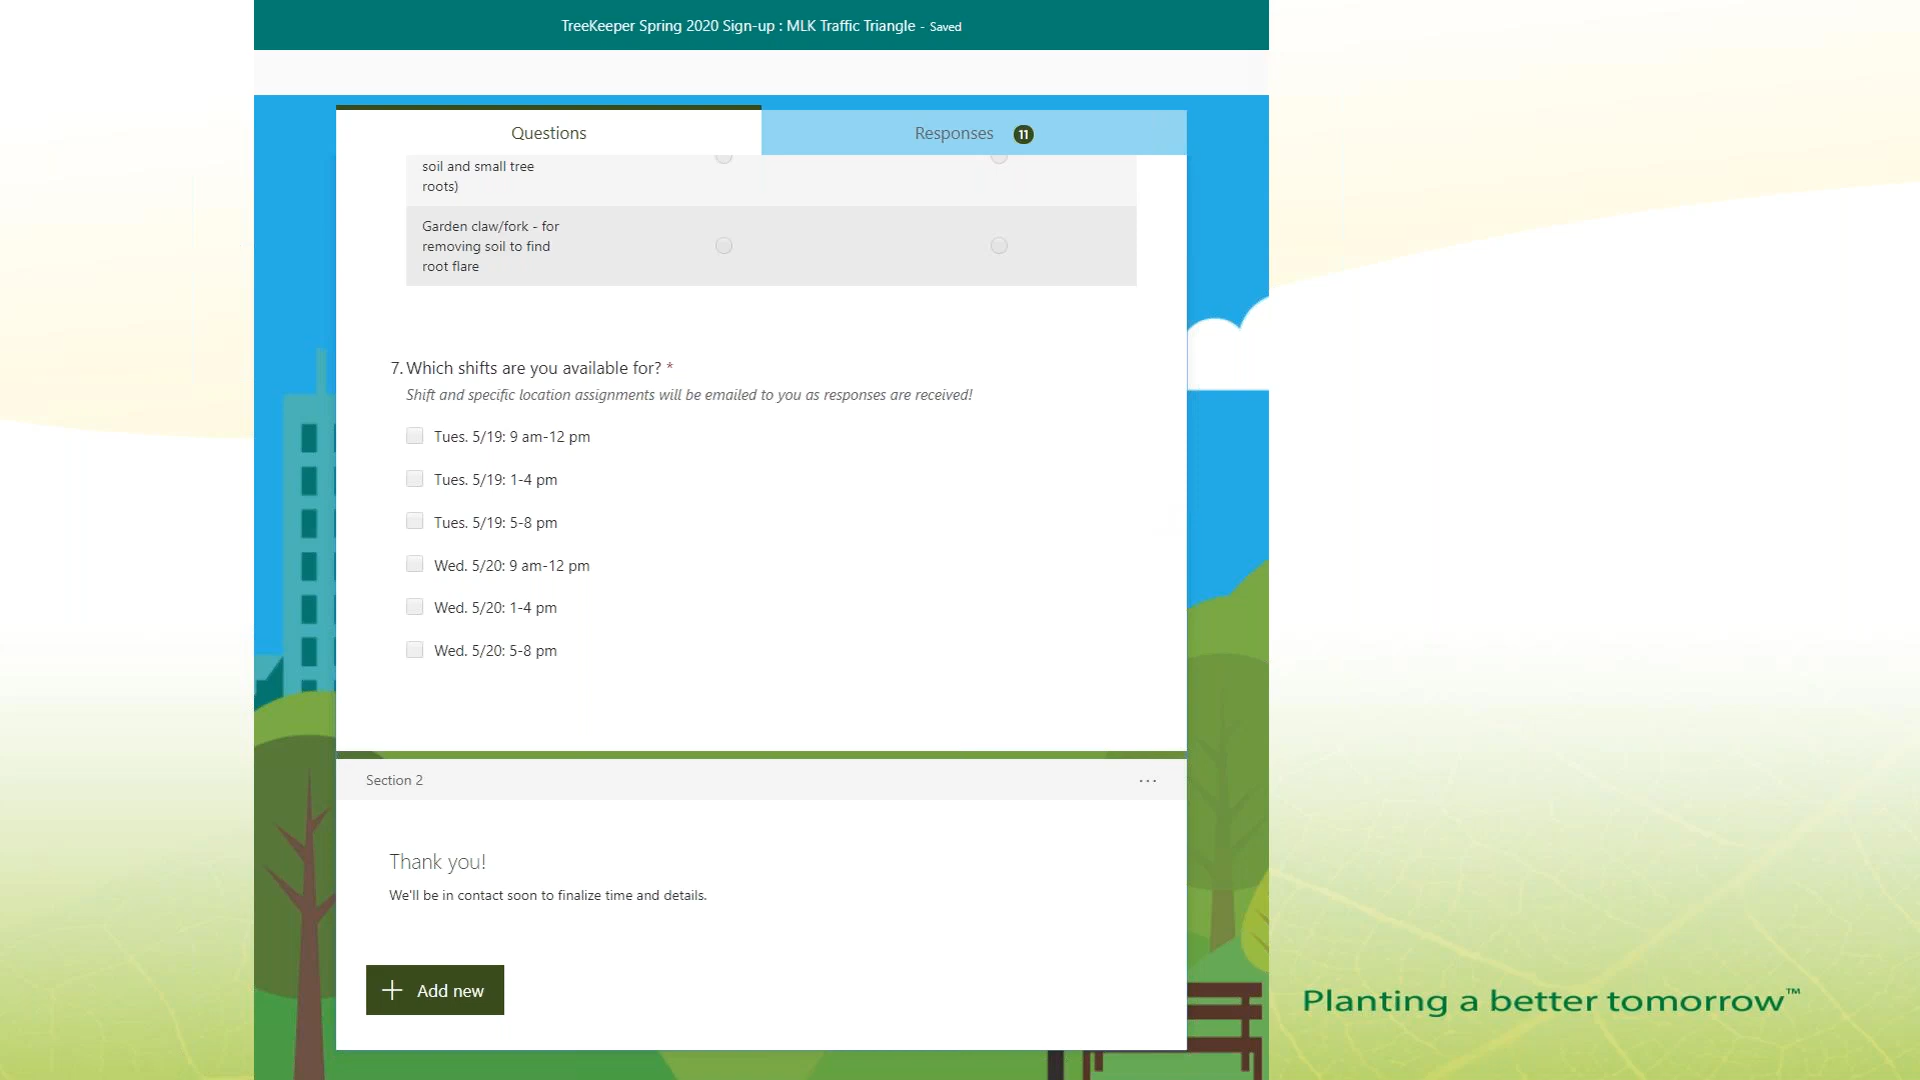 TreeKeeper Spring 2020 Sign-up : MLK Traffic Triangle - Saved
Questions
Responses 11
soil and small tree
roots)
Garden claw/fork - for
removing soil to find
root flare
7. Which shifts are you available for? *
Shift and specific location assignments will be emailed to you as responses are received!
Tues. 5/19: 9 am-12 pm
Tues. 5/19: 1-4 pm
Tues. 5/19: 5-8 pm
Wed. 5/20: 9 am-12 pm
Wed. 5/20: 1-4 pm
Wed. 5/20: 5-8 pm
Section 2
...
Thank you!
We'll be in contact soon to finalize time and details.
+ Add new
Planting a better tomorrow™